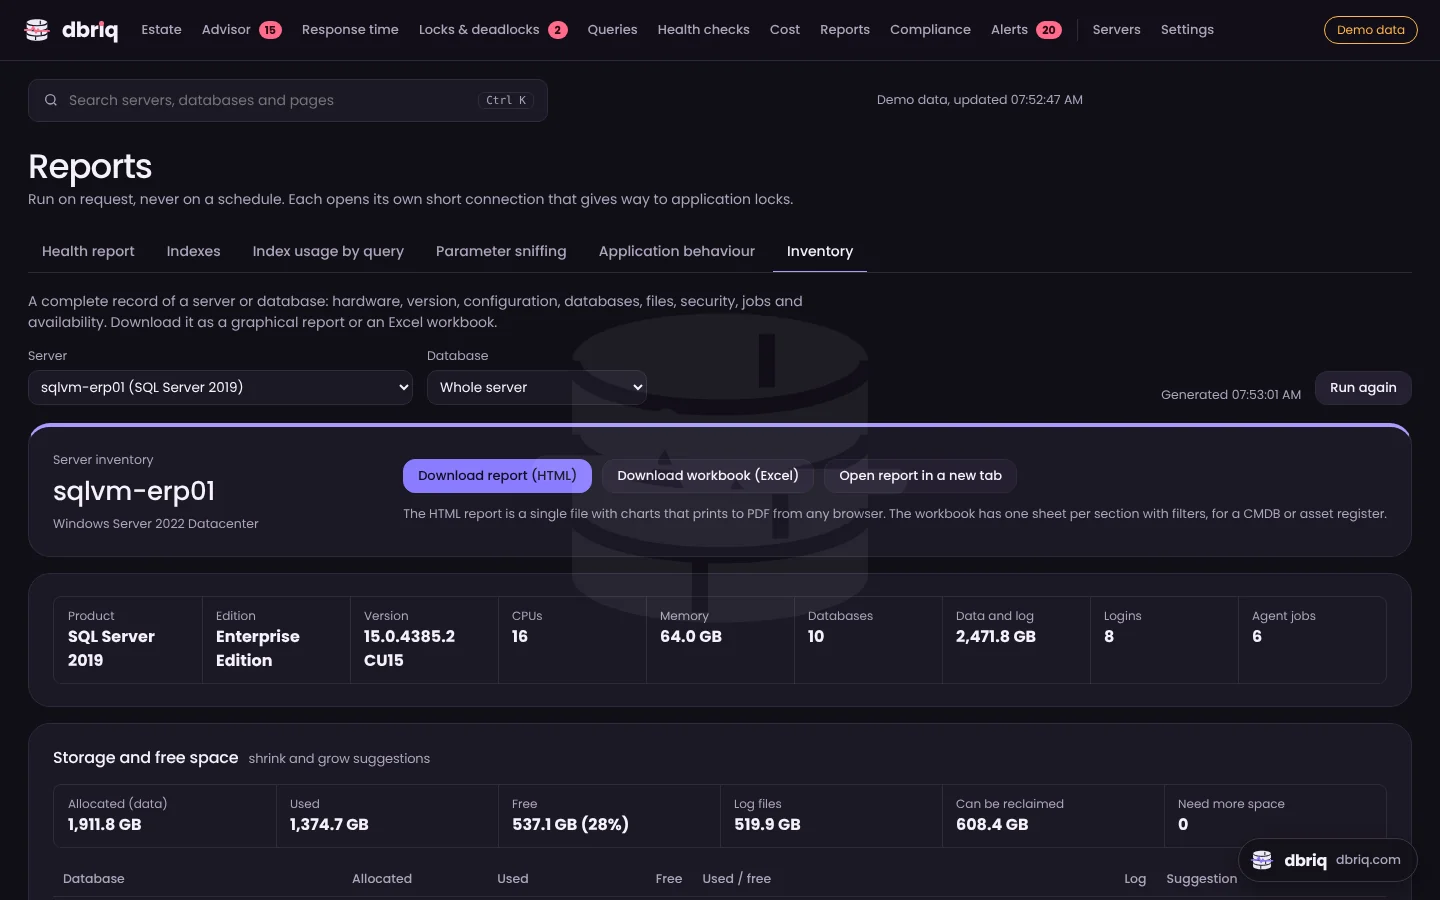 dbriq
Estate
Advisor 15
Response time
Locks & deadlocks 2
Queries
Health checks
Cost
Reports
Compliance
Alerts 20
Servers
Settings
Demo data
Search servers, databases and pages
Ctrl K
Demo data, updated 07:52:47 AM
Reports
Run on request, never on a schedule. Each opens its own short connection that gives way to application locks.
Health report
Indexes
Index usage by query
Parameter sniffing
Application behaviour
Inventory
A complete record of a server or database: hardware, version, configuration, databases, files, security, jobs and
availability. Download it as a graphical report or an Excel workbook.
Server
Database
sqlvm-erp01 (SQL Server 2019)
Whole server
Generated 07:53:01 AM
Run again
Server inventory
sqlvm-erp01
Windows Server 2022 Datacenter
Download report (HTML)
Download workbook (Excel)
Open report in a new tab
The HTML report is a single file with charts that prints to PDF from any browser. The workbook has one sheet per section with filters, for a CMDB or asset register.
Product
SQL Server
2019
Edition
Enterprise
Edition
Version
15.0.4385.2
CU15
CPUs
16
Memory
64.0 GB
Databases
10
Data and log
2,471.8 GB
Logins
8
Agent jobs
6
Storage and free space shrink and grow suggestions
Allocated (data)
1,911.8 GB
Used
1,374.7 GB
Free
537.1 GB (28%)
Log files
519.9 GB
Can be reclaimed
608.4 GB
Need more space
0
Database
Allocated
Used
Free
Used / free
Log
Suggestion
dbriq dbriq.com